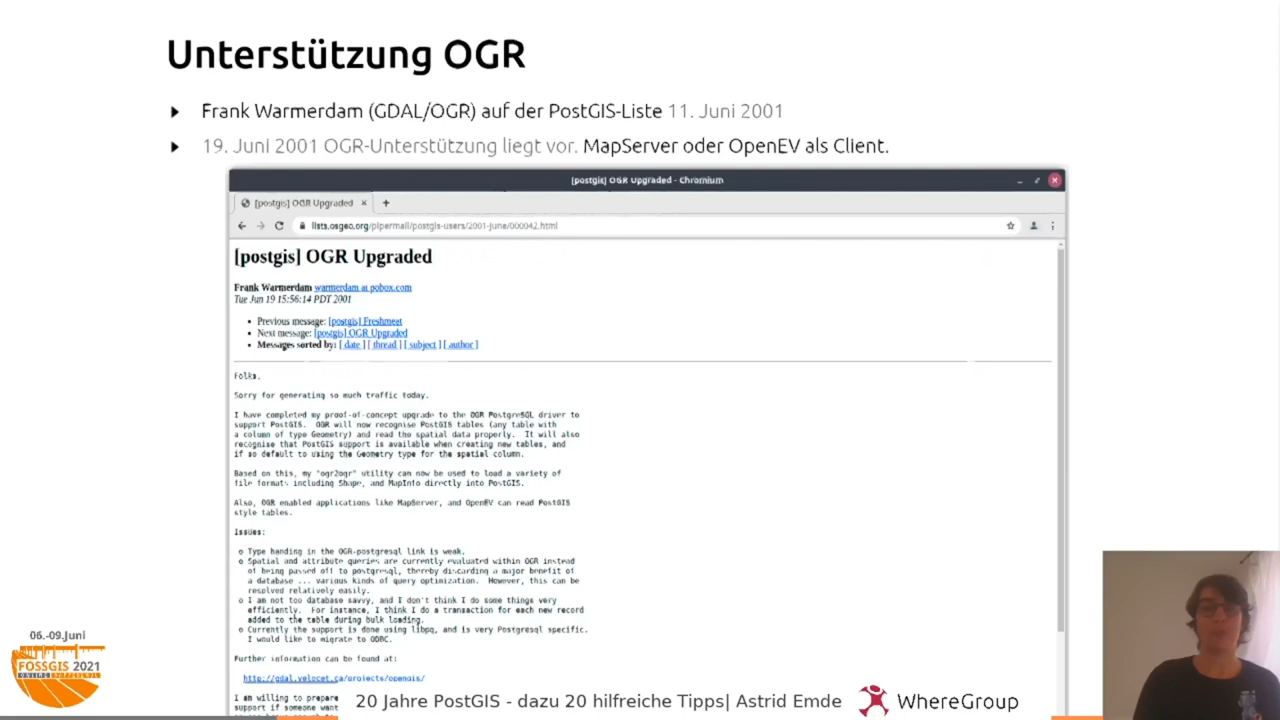 Unterstützung OGR
Frank Warmerdam (GDAL/OGR) auf der PostGIS-Liste 11. Juni 2001
19. Juni 2001 OGR-Unterstützung liegt vor. MapServer oder OpenEV als Client.
[postgis] OGR Upgraded - Chromium
[postgis] OGR Upgraded × +
lists.osgeo.org/pipermail/postgis-users/2001-June/000042.html
[postgis] OGR Upgraded
Frank Warmerdam warmerdam at pobox.com
Tue Jun 19 15:56:14 PDT 2001
Previous message: [postgis] Freshmeat
Next message: [postgis] OGR Upgraded
Messages sorted by: [ date ] [ thread ] [ subject ] [ author ]
Folks,
Sorry for generating so much traffic today.
I have completed my proof-of-concept upgrade to the OGR PostgreSQL driver to
support PostGIS. OGR will now recognise PostGIS tables (any table with
a column of type Geometry) and read the spatial data properly. It will also
recognise that PostGIS support is available when creating new tables, and
if so default to using the Geometry type for the spatial column.
Based on this, my "ogr2ogr" utility can now be used to load a variety of
file formats including Shape, and MapInfo directly into PostGIS.
Also, OGR enabled applications like MapServer, and OpenEV can read PostGIS
style tables.
Issues:
o Type handing in the OGR-postgresql link is weak.
o Spatial and attribute queries are currently evaluated within OGR instead
of being passed off to postgresql, thereby discarding a major benefit of
a database ... various kinds of query optimization. However, this can be
resolved relatively easily.
o I am not too database savvy, and I don't think I do some things very
efficiently. For instance, I think I do a transaction for each new record
added to the table during bulk loading.
o Currently the support is done using libpq, and is very Postgresql specific.
I would like to migrate to ODBC.
Further information can be found at:
http://gdal.velocet.ca/projects/opengis/
I am willing to prepare
support if someone want
06.-09.Juni
FOSSGIS 2021
20 Jahre PostGIS - dazu 20 hilfreiche Tipps| Astrid Emde
WhereGroup